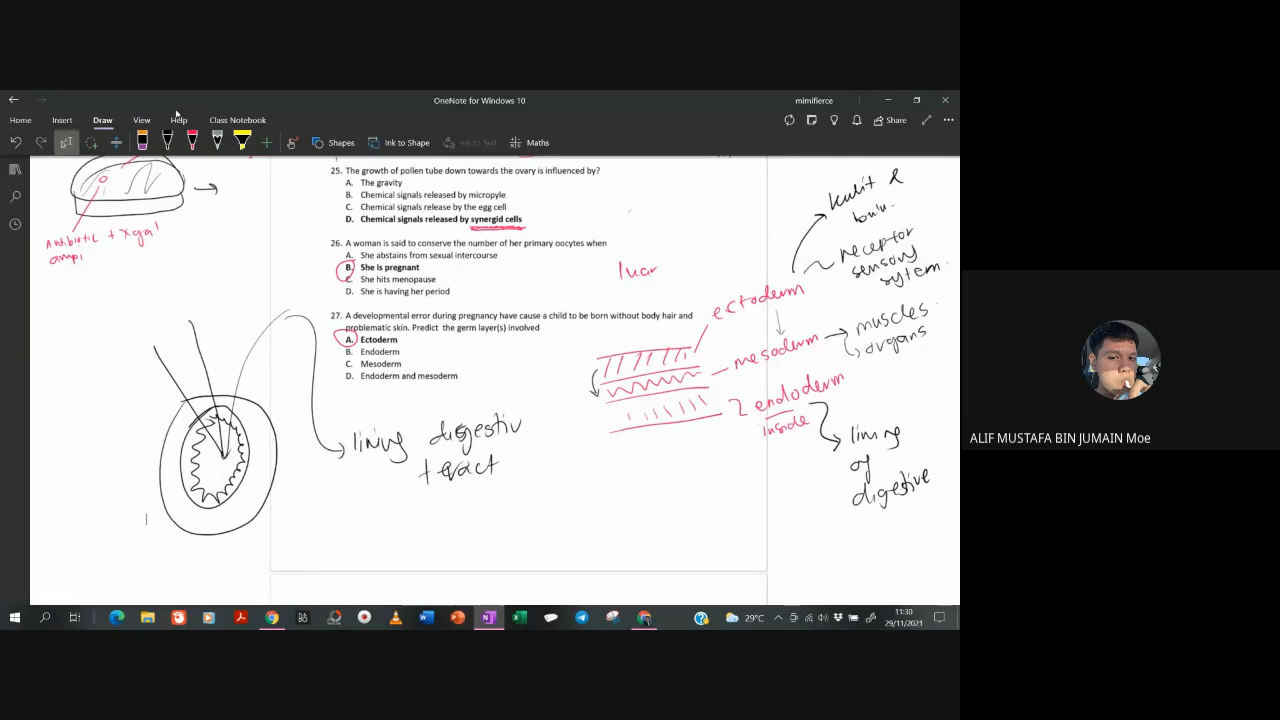 OneNote for Windows 10
mimifierce
Home Insert Draw View Help Class Notebook
Share
Shapes Ink to Shape Ink to Text Maths
25. The growth of pollen tube down towards the ovary is influenced by?
A. The gravity
B. Chemical signals released by micropyle
C. Chemical signals release by the egg cell
D. Chemical signals released by synergid cells
26. A woman is said to conserve the number of her primary oocytes when
A. She abstains from sexual intercourse
B. She is pregnant
C. She hits menopause
D. She is having her period
27. A developmental error during pregnancy have cause a child to be born without body hair and
problematic skin. Predict the germ layer(s) involved
A. Ectoderm
B. Endoderm
C. Mesoderm
D. Endoderm and mesoderm
Antibiotic + Xgal
ampi
luar
ectoderm
mesoderm
endoderm
inside
kulit &
receptor
sensory
system
muscles
organs
lining
of
digestive
lining digestiv
tract
ALIF MUSTAFA BIN JUMAIN Moe
29°C
11:30
29/11/2021